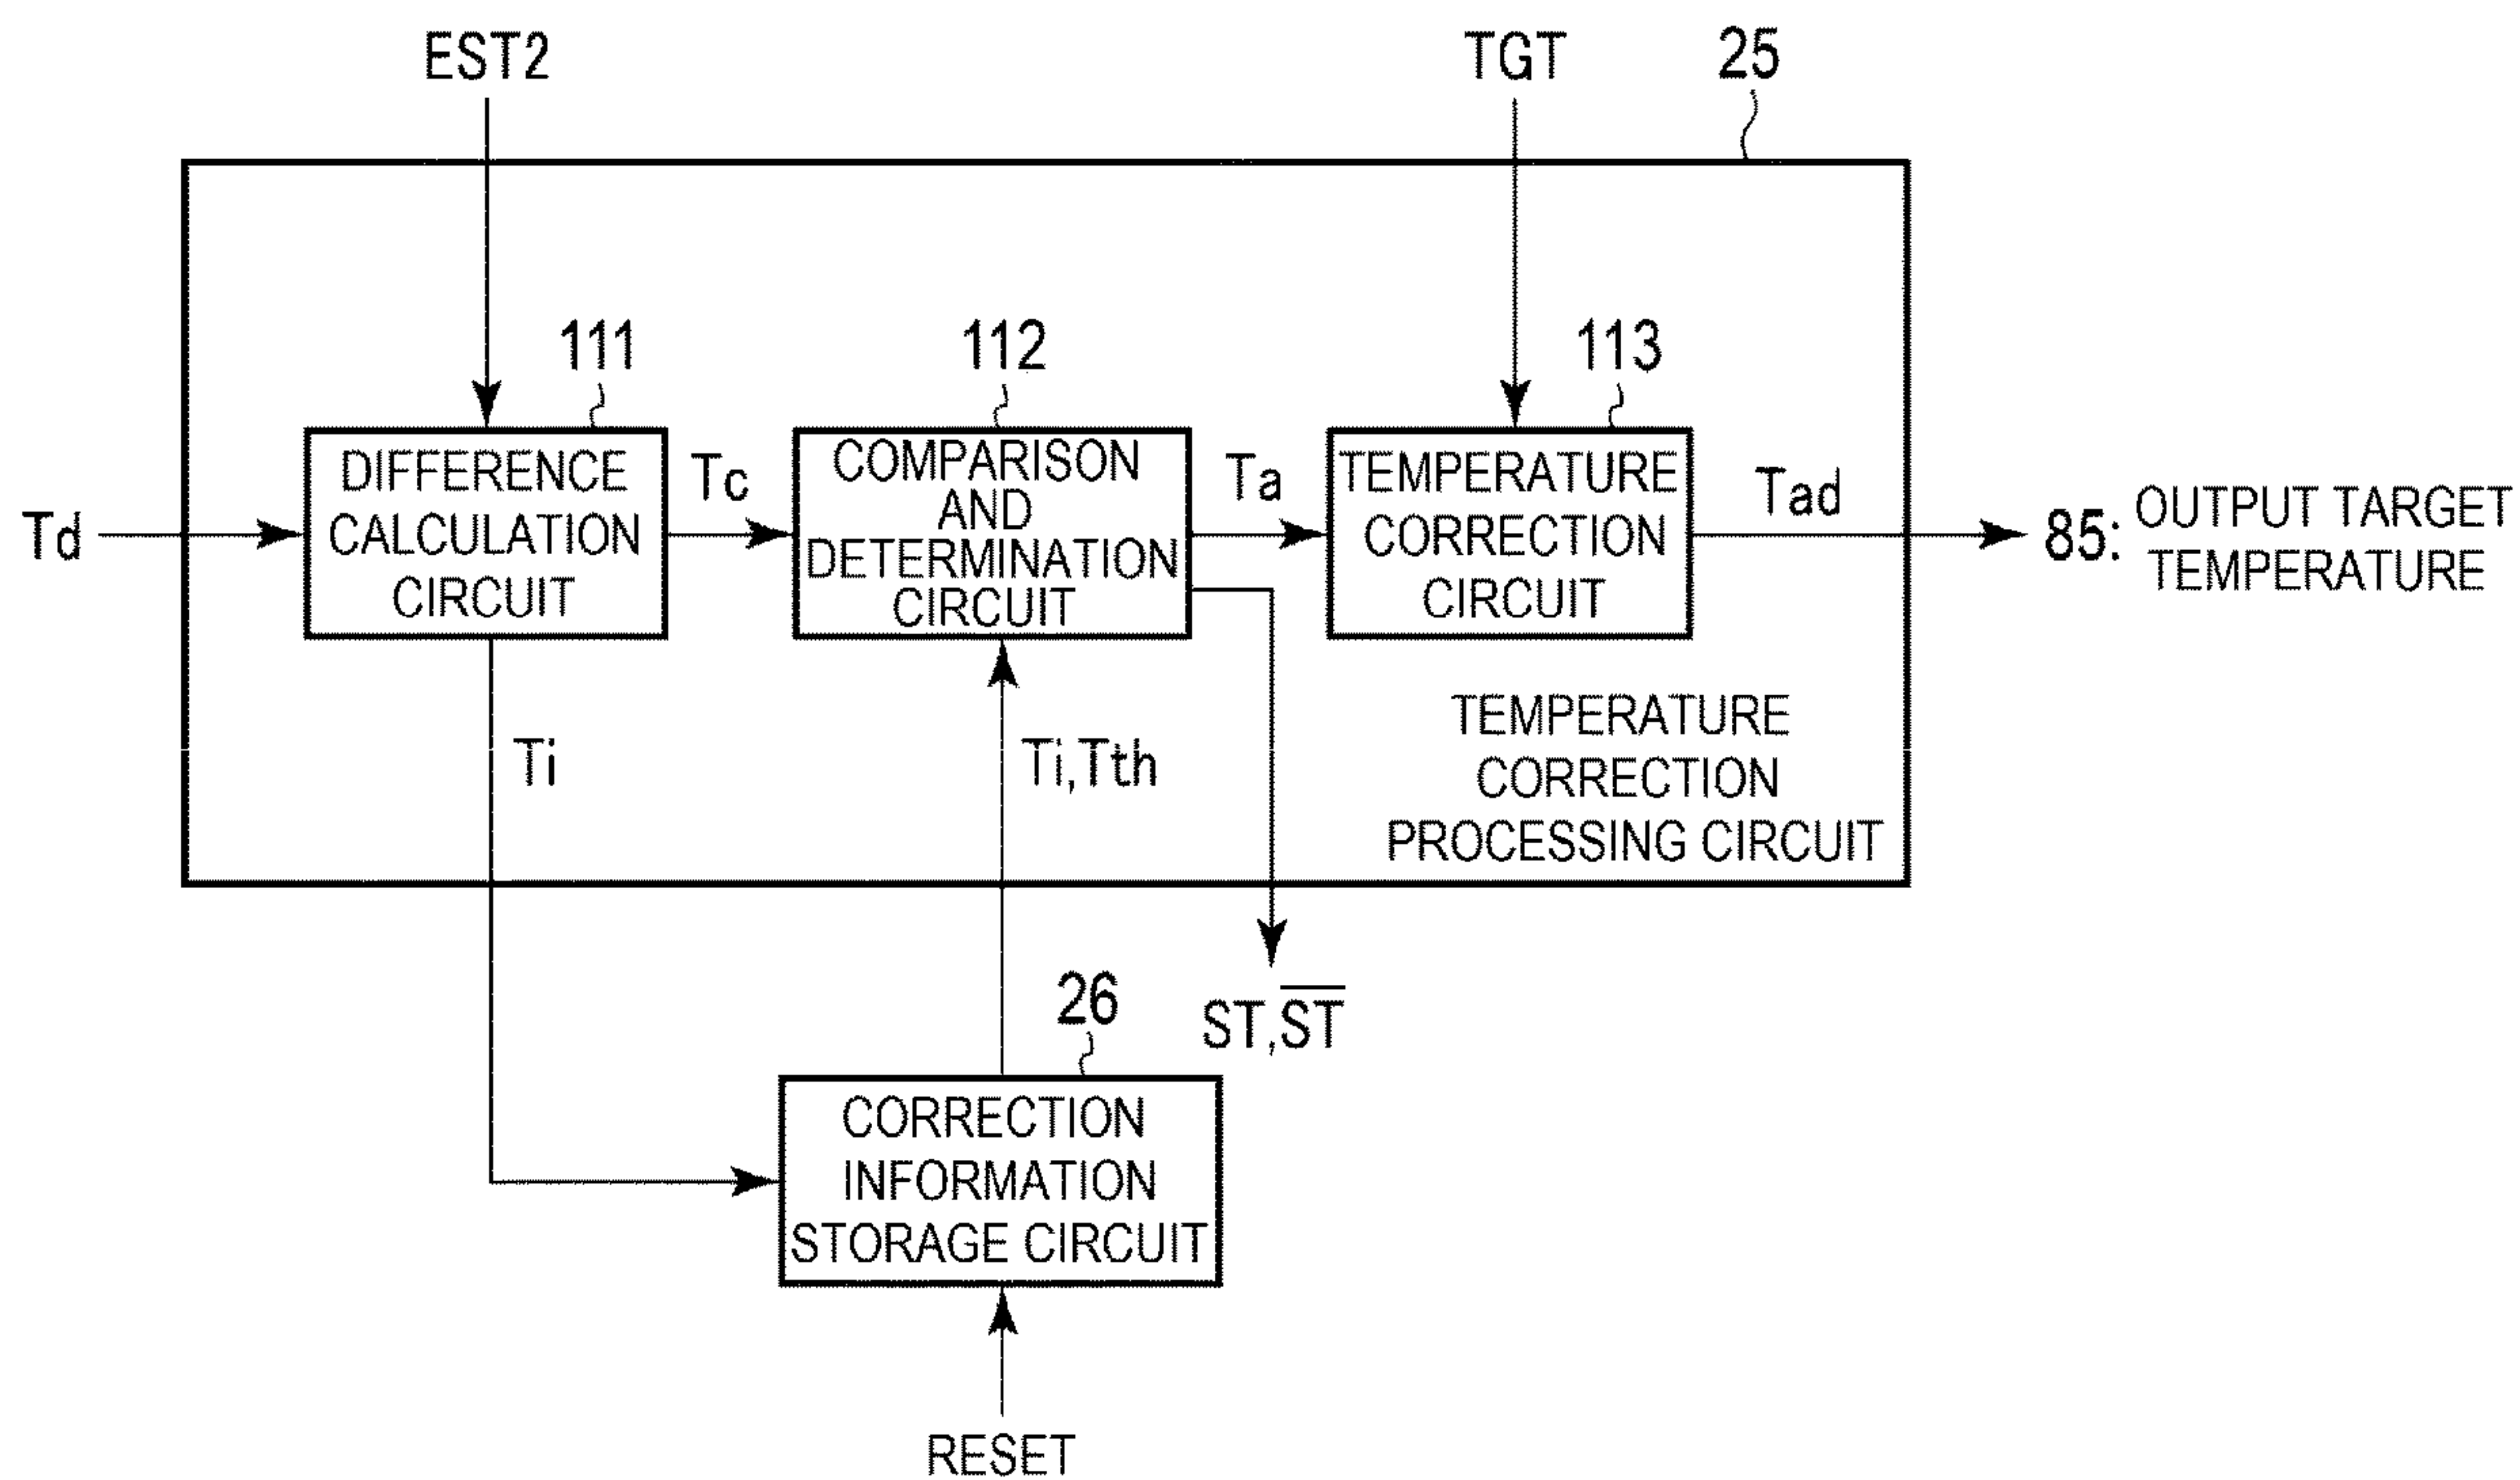 EST2
TGT
25
111
112
113
Td
DIFFERENCE
CALCULATION
CIRCUIT
Tc
COMPARISON
AND
DETERMINATION
CIRCUIT
Ta
TEMPERATURE
CORRECTION
CIRCUIT
Tad
85: OUTPUT TARGET
TEMPERATURE
Ti
Ti,Tth
TEMPERATURE
CORRECTION
PROCESSING CIRCUIT
ST,S̅T̅
26
CORRECTION
INFORMATION
STORAGE CIRCUIT
RESET